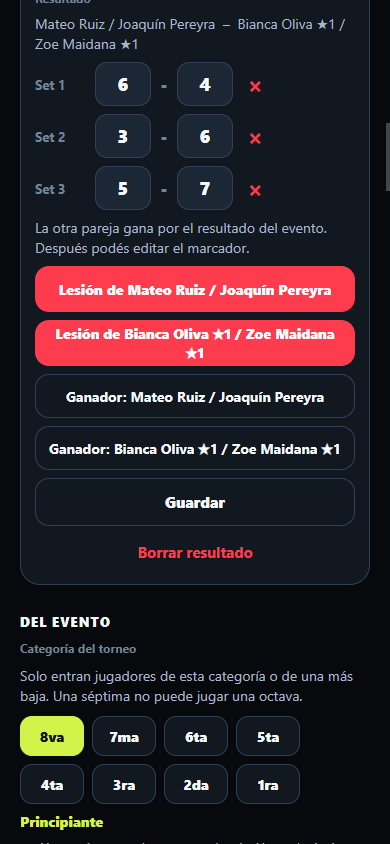 Resultado
Mateo Ruiz / Joaquín Pereyra – Bianca Oliva ★1 /
Zoe Maidana ★1
Set 1 6 - 4 ×
Set 2 3 - 6 ×
Set 3 5 - 7 ×
La otra pareja gana por el resultado del evento.
Después podés editar el marcador.
Lesión de Mateo Ruiz / Joaquín Pereyra
Lesión de Bianca Oliva ★1 / Zoe Maidana
★1
Ganador: Mateo Ruiz / Joaquín Pereyra
Ganador: Bianca Oliva ★1 / Zoe Maidana ★1
Guardar
Borrar resultado
DEL EVENTO
Categoría del torneo
Solo entran jugadores de esta categoría o de una más
baja. Una séptima no puede jugar una octava.
8va 7ma 6ta 5ta
4ta 3ra 2da 1ra
Principiante